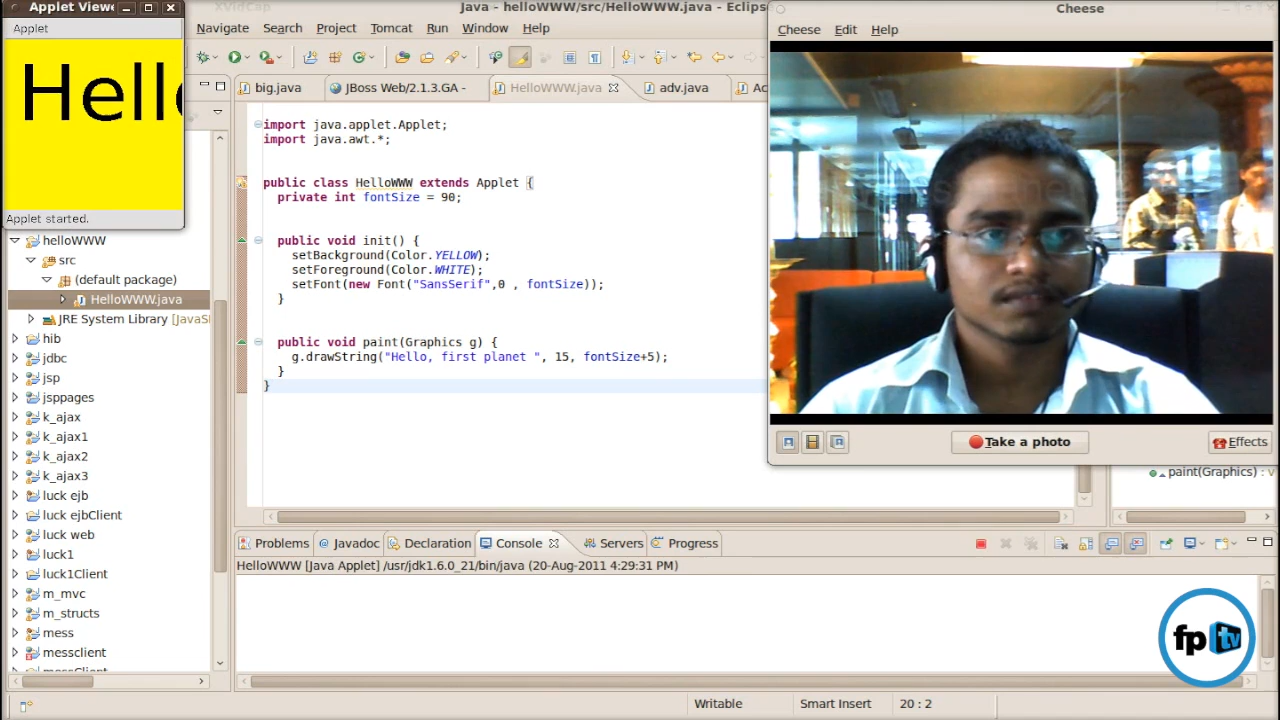 Applet Viewe
Applet
Hello
Applet started.
Java - helloWWW/src/HelloWWW.java - Eclips
Navigate Search Project Tomcat Run Window Help
big.java JBoss Web/2.1.3.GA - HelloWWW.java adv.java Ac
import java.applet.Applet;
import java.awt.*;
public class HelloWWW extends Applet {
private int fontSize = 90;
public void init() {
setBackground(Color.YELLOW);
setForeground(Color.WHITE);
setFont(new Font("SansSerif",0 , fontSize));
}
public void paint(Graphics g) {
g.drawString("Hello, first planet ", 15, fontSize+5);
}
}
helloWWW
src
(default package)
HelloWWW.java
JRE System Library [JavaS
hib
jdbc
jsp
jsppages
k_ajax
k_ajax1
k_ajax2
k_ajax3
luck ejb
luck ejbClient
luck web
luck1
luck1Client
m_mvc
m_structs
mess
messclient
messClient
Cheese
Cheese Edit Help
Take a photo
Effects
paint(Graphics) : v
Problems @ Javadoc Declaration Console Servers Progress
HelloWWW [Java Applet] /usr/jdk1.6.0_21/bin/java (20-Aug-2011 4:29:31 PM)
fp tv
Writable Smart Insert 20 : 2